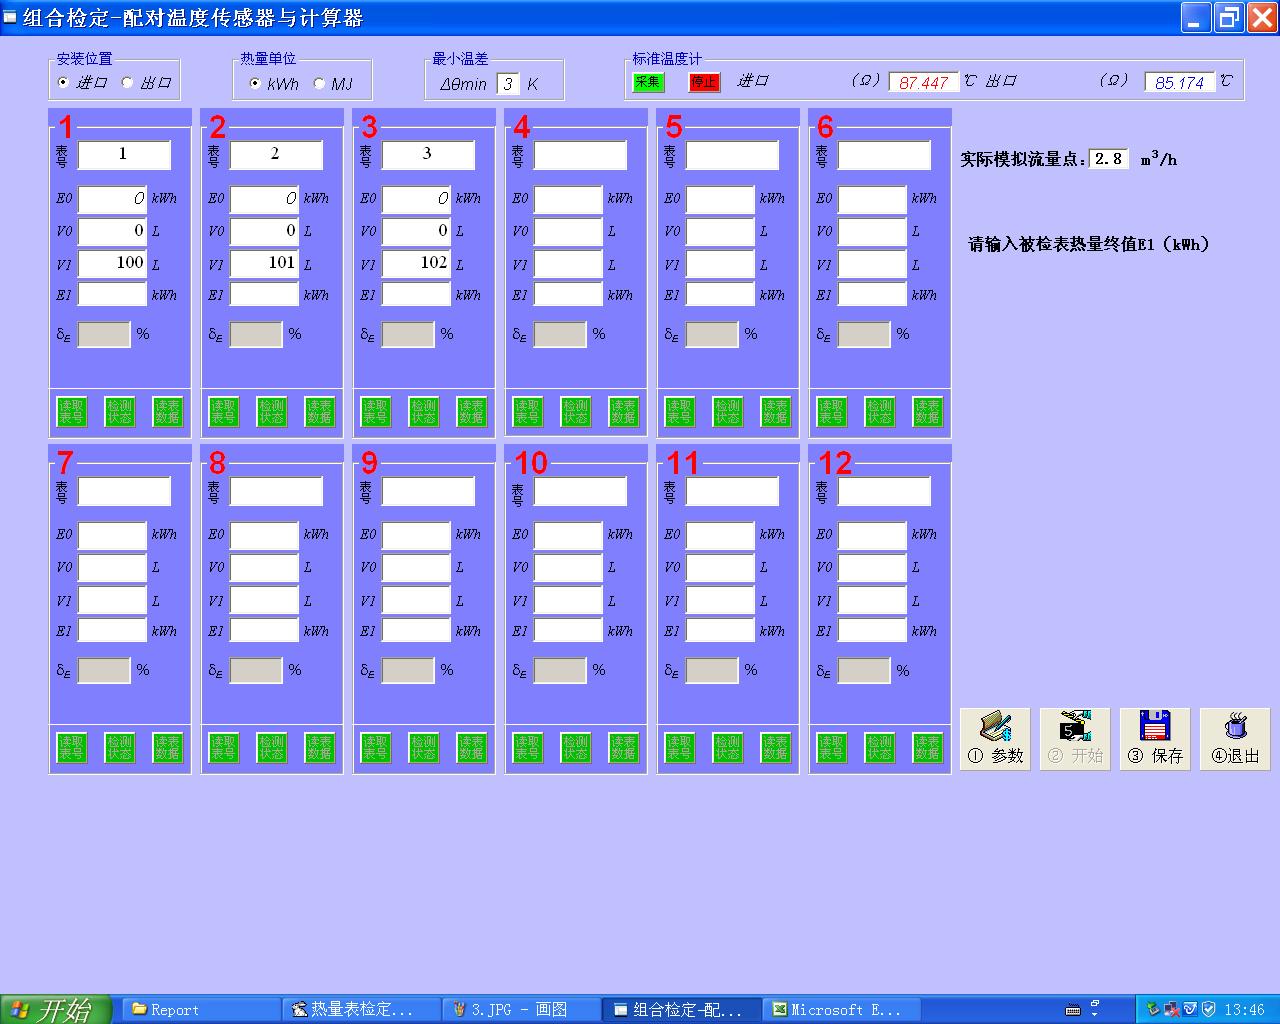 组合检定-配对温度传感器与计算器
安装位置 热量单位 最小温差 标准温度计
进口 出口 kWh MJ Δθmin 3 K 采集 停止 进口 (Ω) 87.447 ℃ 出口 (Ω) 85.174 ℃
1 2 3 4 5 6
表号 1 表号 2 表号 3 表号 表号 表号
实际模拟流量点: 2.8 m³/h
E0 0 kWh E0 0 kWh E0 0 kWh E0 kWh E0 kWh E0 kWh
V0 0 L V0 0 L V0 0 L V0 L V0 L V0 L
请输入被检表热量终值E1（kWh）
V1 100 L V1 101 L V1 102 L V1 L V1 L V1 L
E1 kWh E1 kWh E1 kWh E1 kWh E1 kWh E1 kWh
δE % δE % δE % δE % δE % δE %
读取表号 检测状态 读表数据 读取表号 检测状态 读表数据 读取表号 检测状态 读表数据 读取表号 检测状态 读表数据 读取表号 检测状态 读表数据 读取表号 检测状态 读表数据
7 8 9 10 11 12
表号 表号 表号 表号 表号 表号
E0 kWh E0 kWh E0 kWh E0 kWh E0 kWh E0 kWh
V0 L V0 L V0 L V0 L V0 L V0 L
V1 L V1 L V1 L V1 L V1 L V1 L
E1 kWh E1 kWh E1 kWh E1 kWh E1 kWh E1 kWh
δE % δE % δE % δE % δE % δE %
读取表号 检测状态 读表数据 读取表号 检测状态 读表数据 读取表号 检测状态 读表数据 读取表号 检测状态 读表数据 读取表号 检测状态 读表数据 读取表号 检测状态 读表数据
① 参数 ② 开始 ③ 保存 ④退出
开始 Report 热量表检定... 3.JPG - 画图 组合检定-配... Microsoft E... 13:46